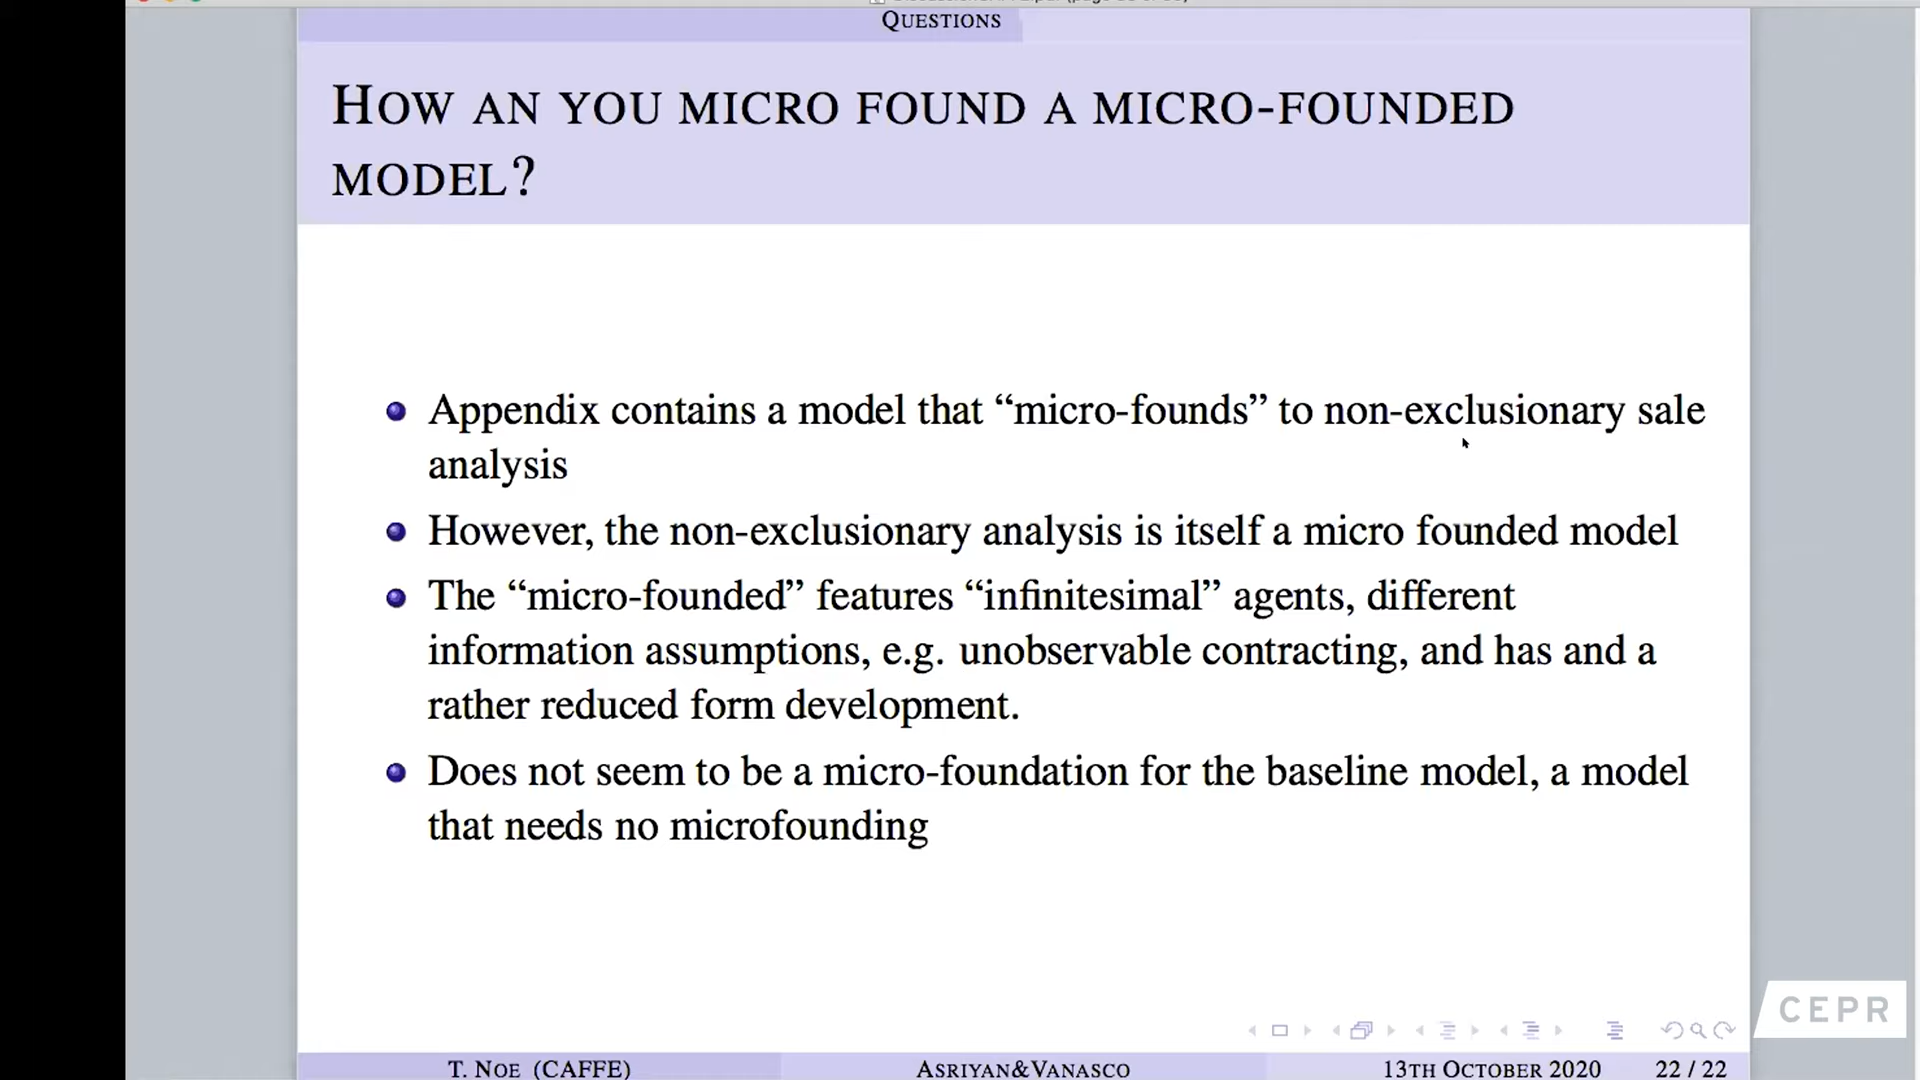 QUESTIONS
HOW AN YOU MICRO FOUND A MICRO-FOUNDED
MODEL?
Appendix contains a model that “micro-founds” to non-exclusionary sale
analysis
However, the non-exclusionary analysis is itself a micro founded model
The “micro-founded” features “infinitesimal” agents, different
information assumptions, e.g. unobservable contracting, and has and a
rather reduced form development.
Does not seem to be a micro-foundation for the baseline model, a model
that needs no microfounding
CEPR
T. NOE (CAFFE) ASRIYAN&VANASCO 13TH OCTOBER 2020 22 / 22